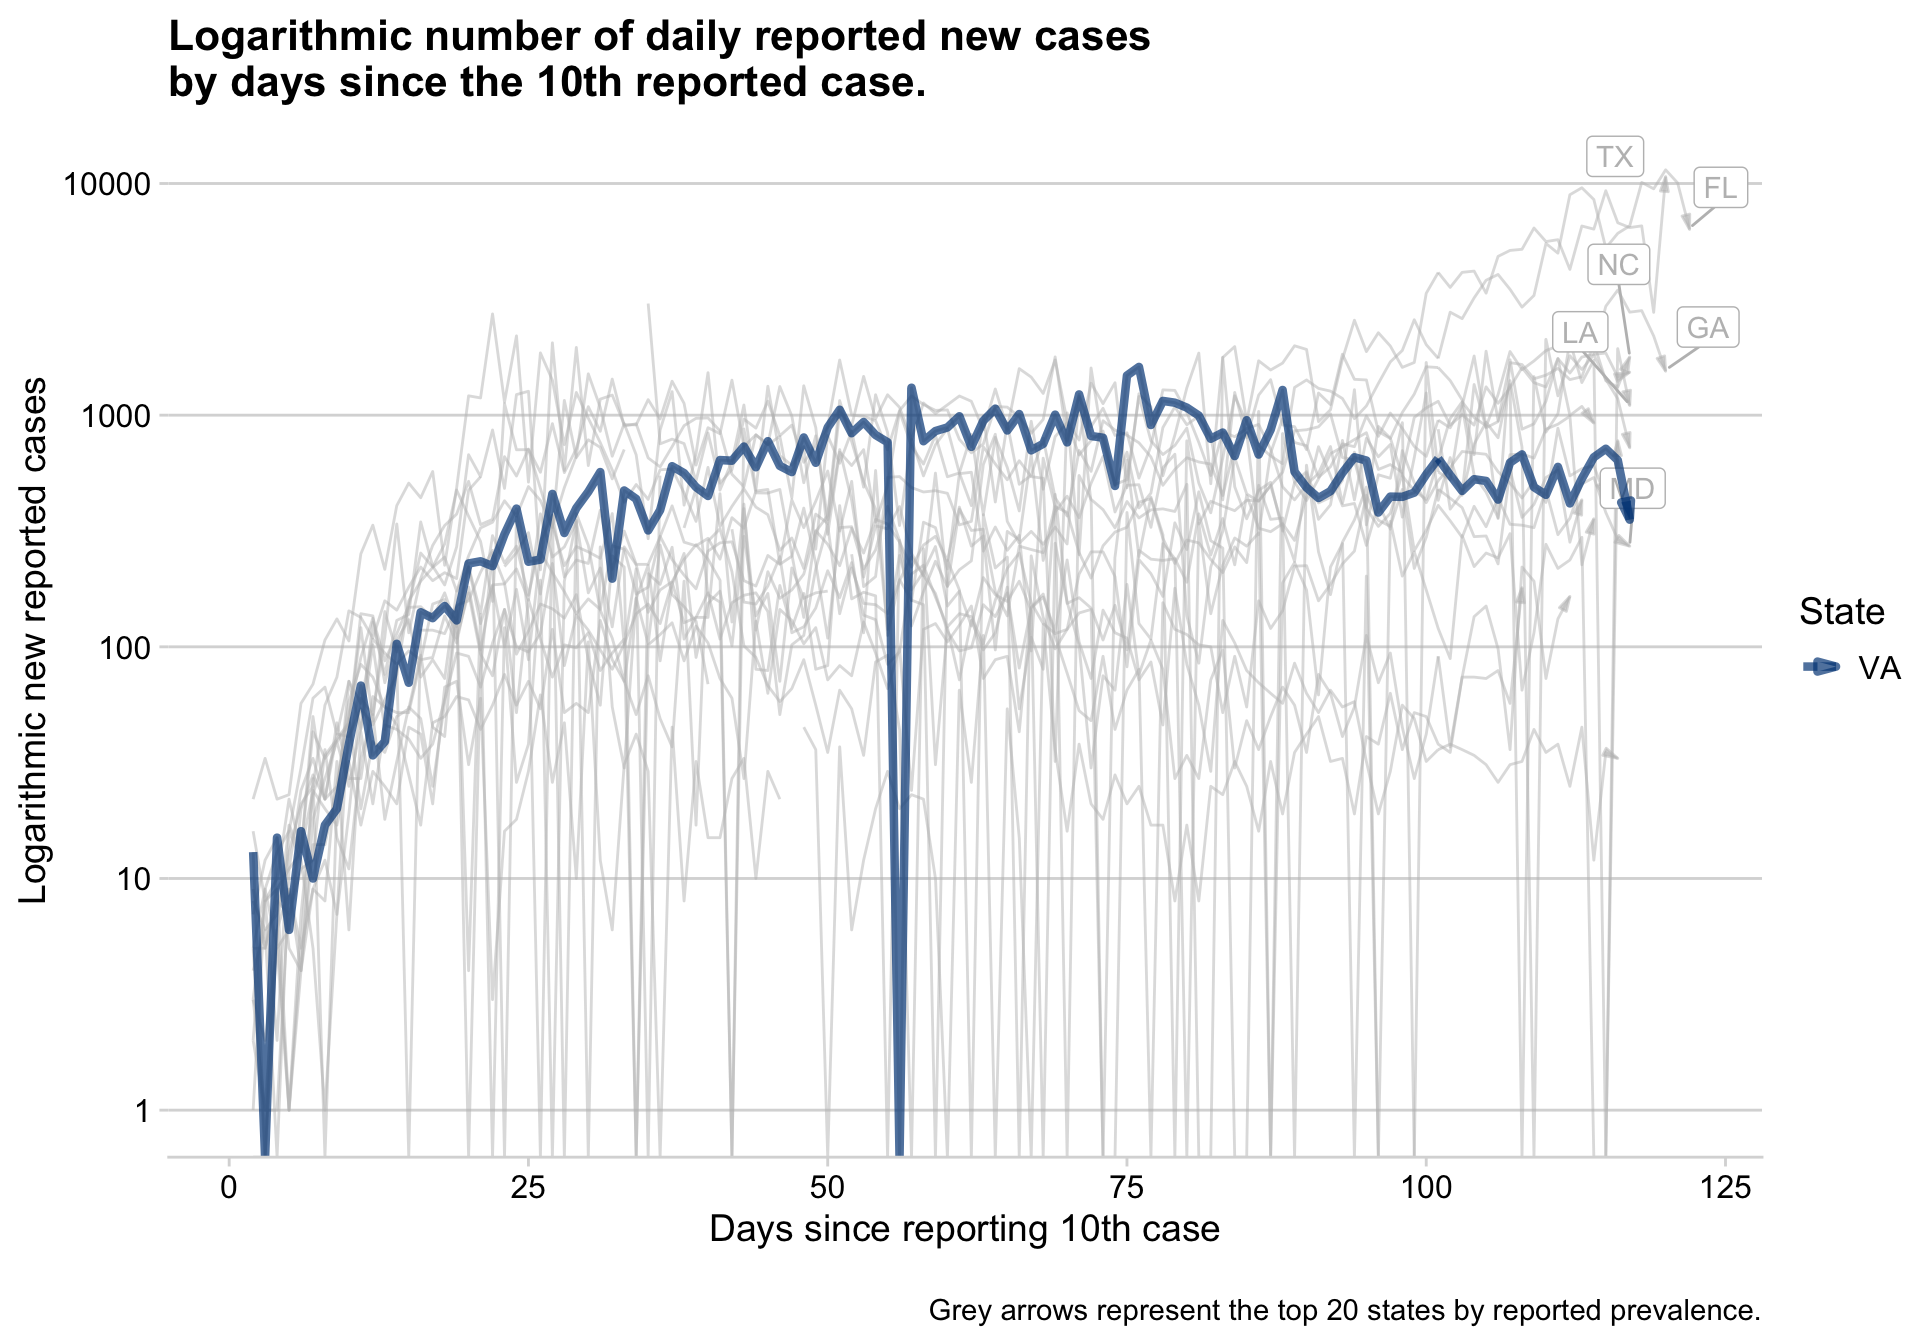 Logarithmic number of daily reported new cases
by days since the 10th reported case.
Logarithmic new reported cases
10000
1000
100
10
1
TX
FL
NC
LA
GA
MD
State
VA
0
25
50
75
100
125
Days since reporting 10th case
Grey arrows represent the top 20 states by reported prevalence.